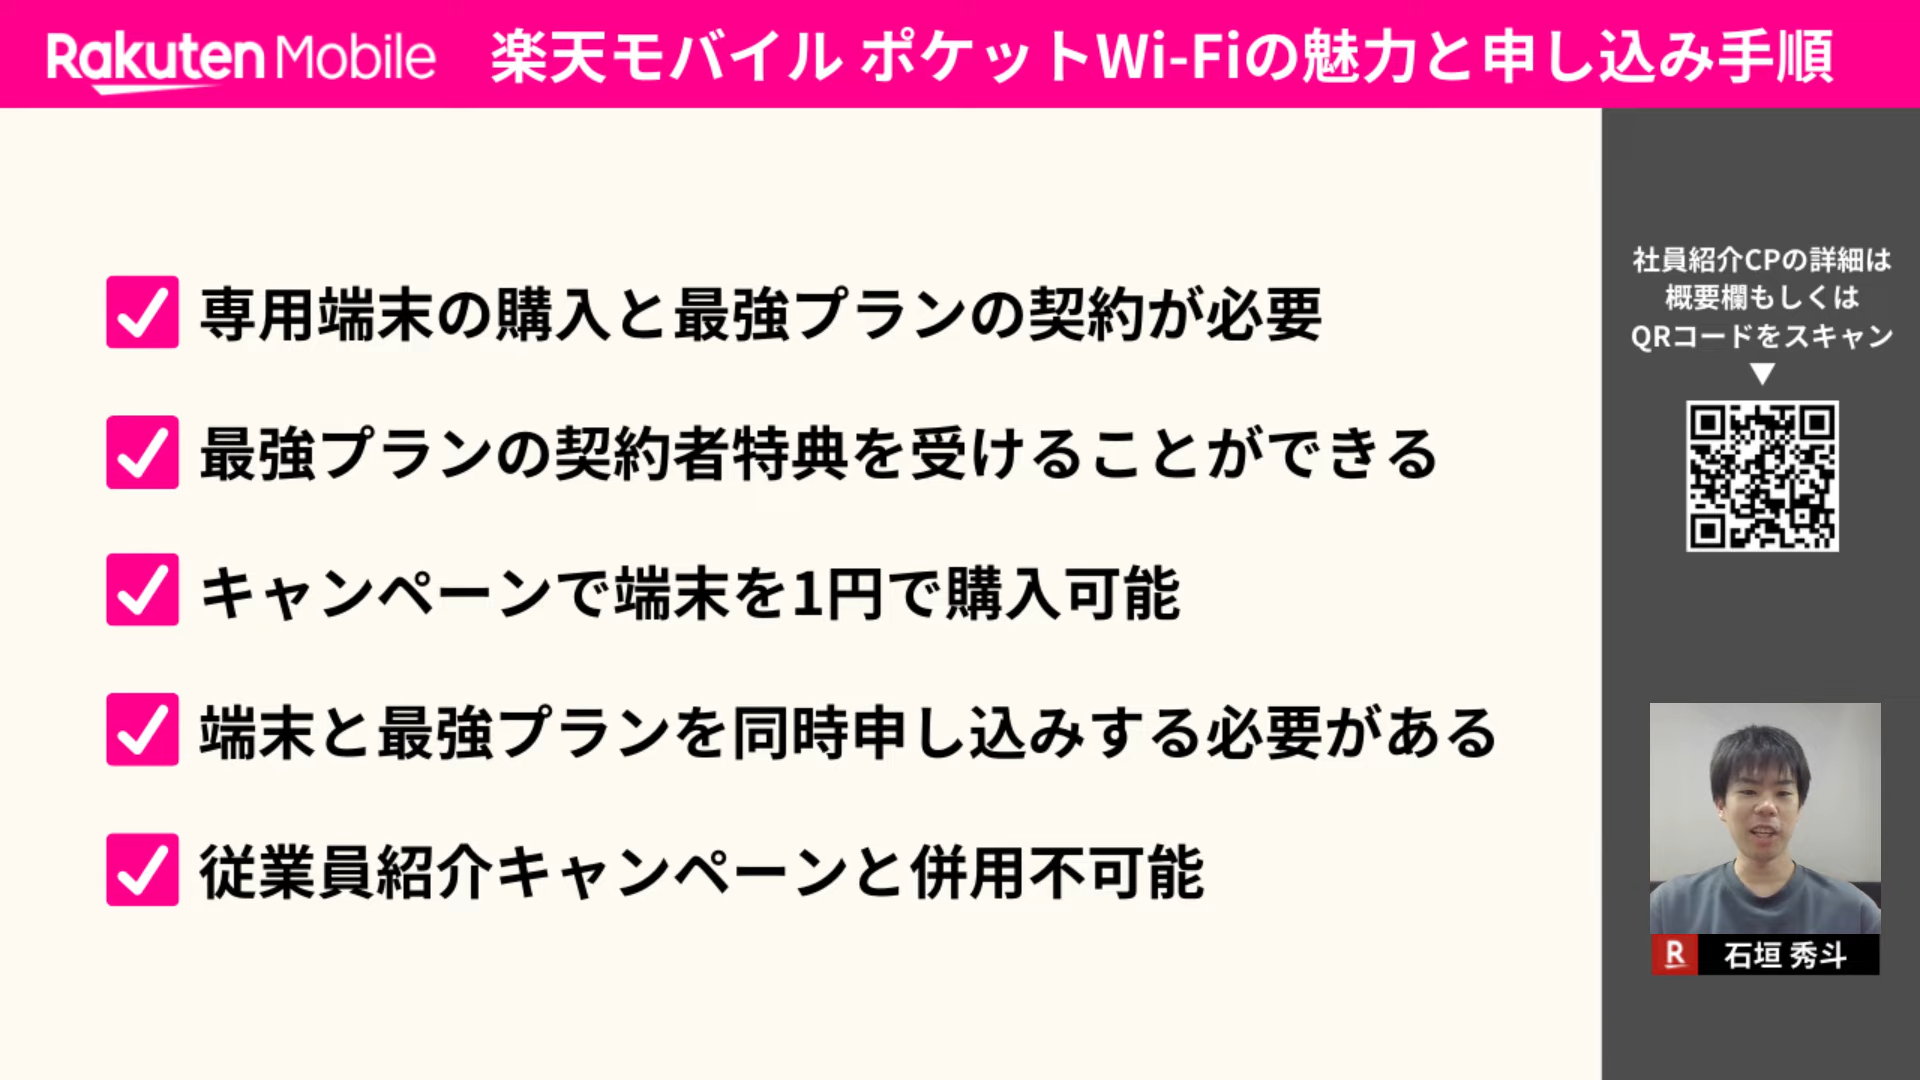 Rakuten Mobile 楽天モバイル ポケットWi-Fiの魅力と申し込み手順
専用端末の購入と最強プランの契約が必要
最強プランの契約者特典を受けることができる
キャンペーンで端末を1円で購入可能
端末と最強プランを同時申し込みする必要がある
従業員紹介キャンペーンと併用不可能
社員紹介CPの詳細は
概要欄もしくは
QRコードをスキャン
▼
R 石垣 秀斗